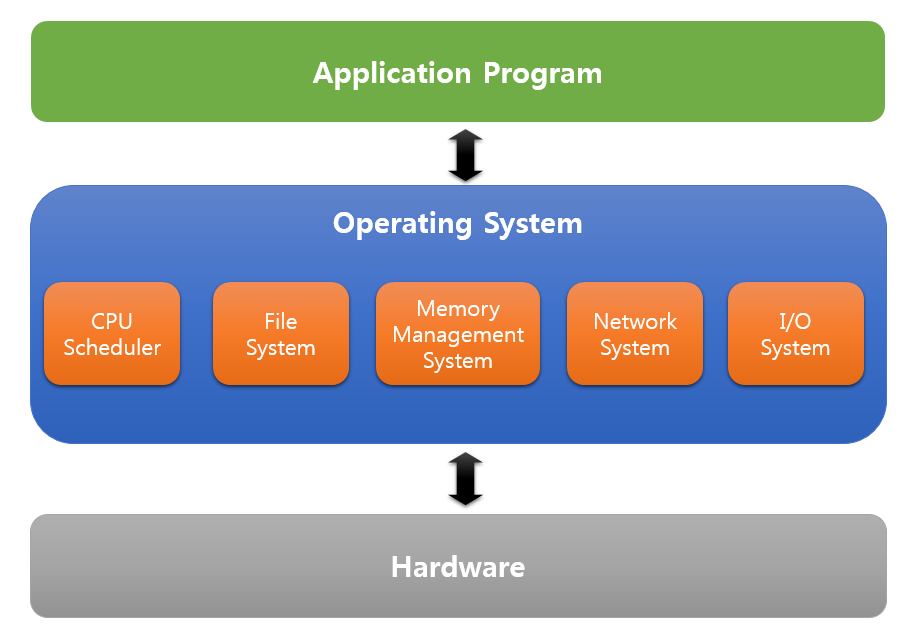 Application Program
Operating System
CPU
Scheduler
File
System
Memory
Management
System
Network
System
I/O
System
Hardware